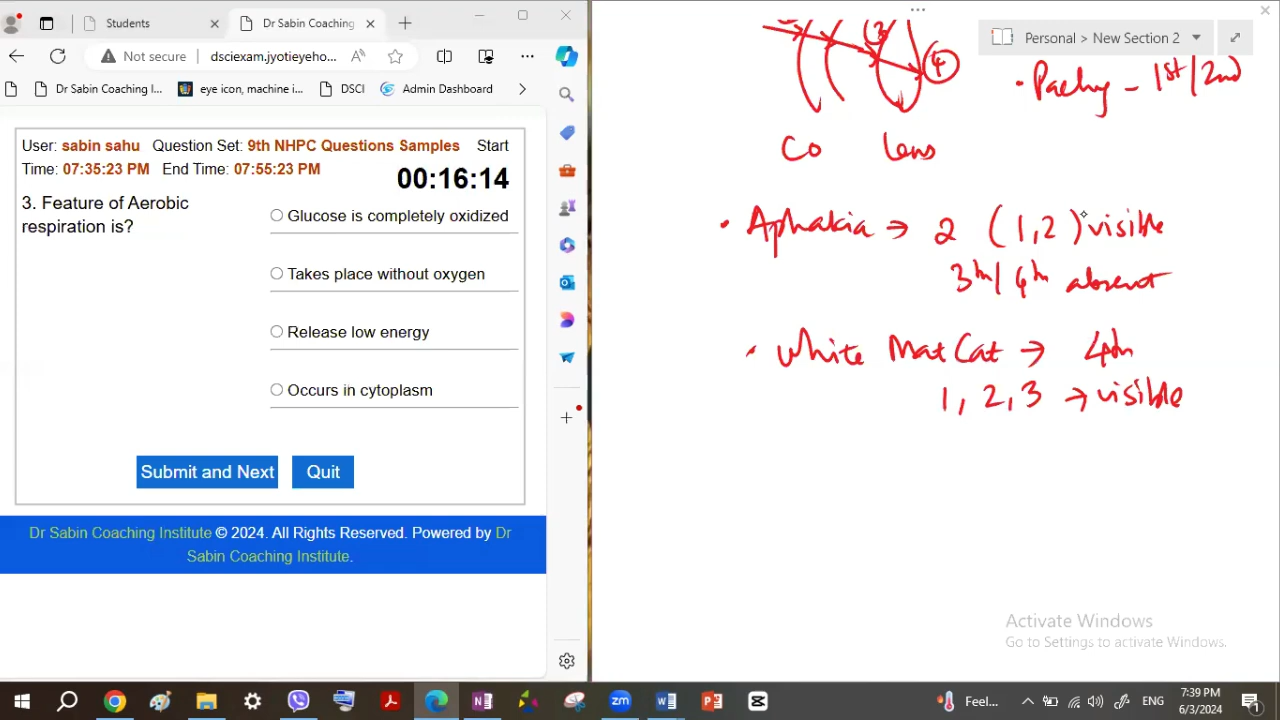 Students
Dr Sabin Coaching
Not secure
dsciexam.jyotieyeho...
Dr Sabin Coaching I...
eye icon, machine i...
DSCI
Admin Dashboard
User: sabin sahu Question Set: 9th NHPC Questions Samples Start
Time: 07:35:23 PM End Time: 07:55:23 PM
00:16:14
3. Feature of Aerobic
respiration is?
Glucose is completely oxidized
Takes place without oxygen
Release low energy
Occurs in cytoplasm
Submit and Next
Quit
Dr Sabin Coaching Institute © 2024. All Rights Reserved. Powered by Dr
Sabin Coaching Institute.
Personal > New Section 2
3
4
• Pachy - 1st/2nd
Co
Lens
• Aphakia → 2 (1,2) visible
3rd/4th absent
• White MatCat → 4th
1, 2, 3 → visible
Activate Windows
Go to Settings to activate Windows.
Feel...
ENG
7:39 PM
6/3/2024